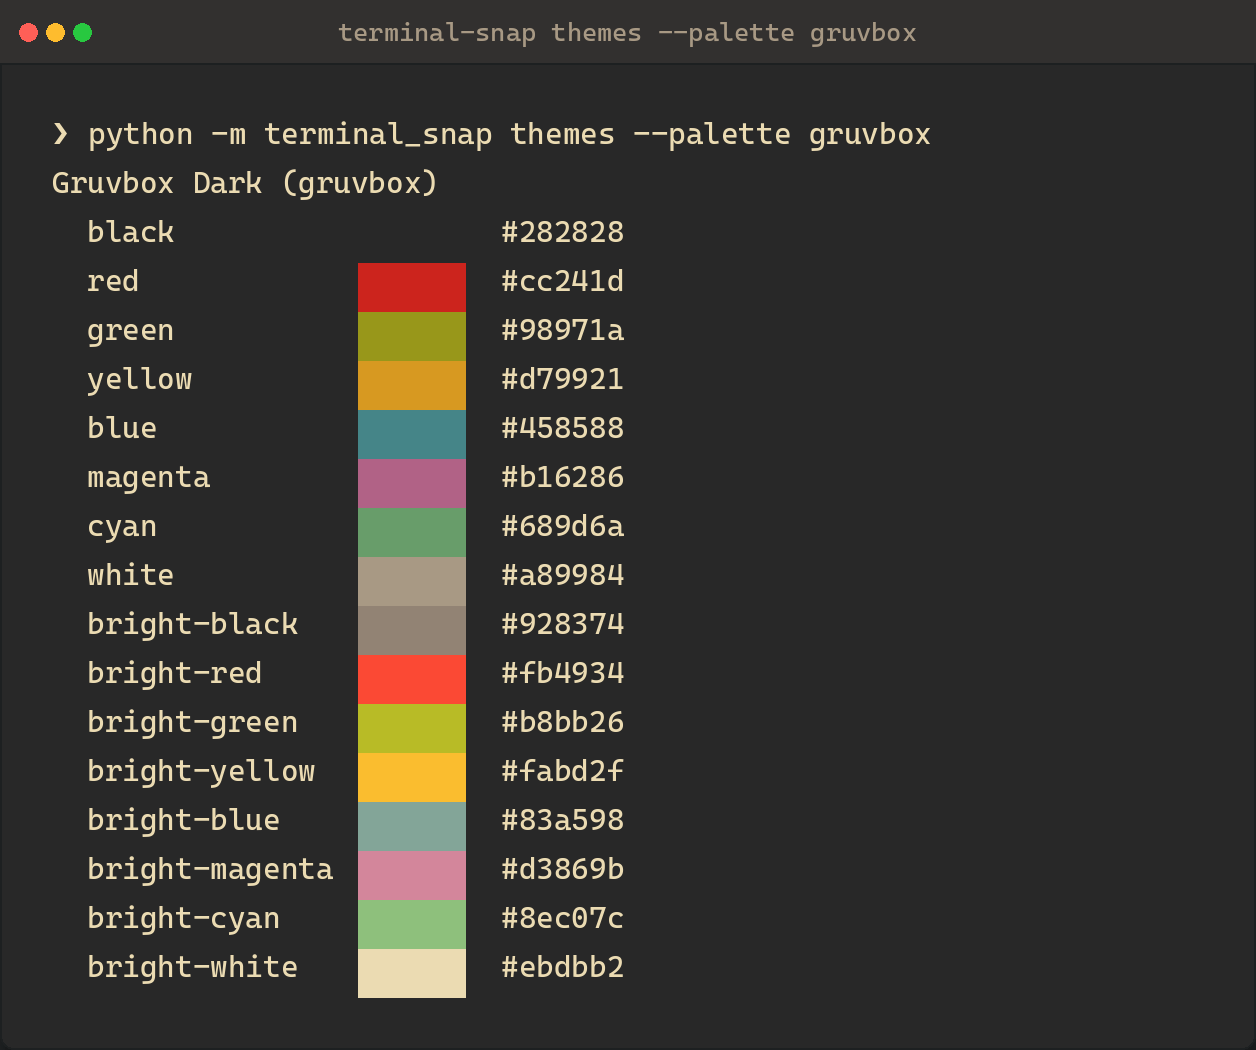 terminal-snap themes --palette gruvbox
❯ python -m terminal_snap themes --palette gruvbox
Gruvbox Dark (gruvbox)
black #282828
red #cc241d
green #98971a
yellow #d79921
blue #458588
magenta #b16286
cyan #689d6a
white #a89984
bright-black #928374
bright-red #fb4934
bright-green #b8bb26
bright-yellow #fabd2f
bright-blue #83a598
bright-magenta #d3869b
bright-cyan #8ec07c
bright-white #ebdbb2